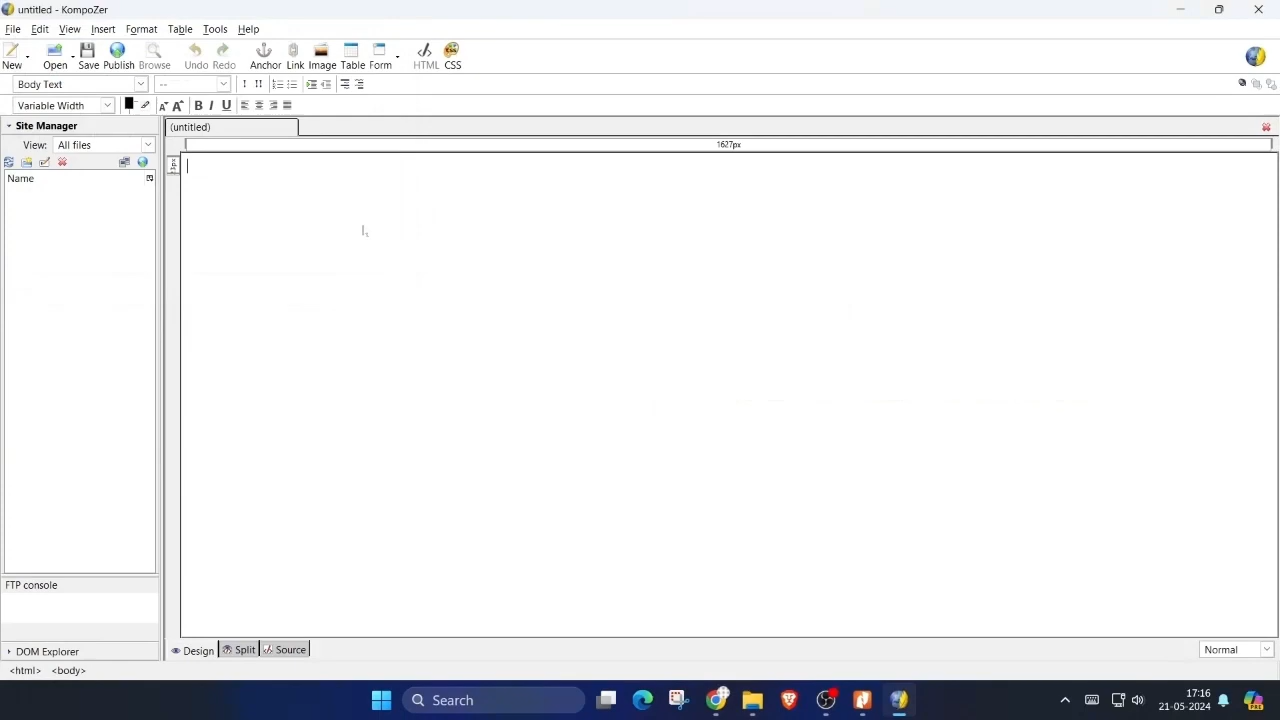 untitled - KompoZer
File Edit View Insert Format Table Tools Help
New Open Save Publish Browse Undo Redo Anchor Link Image Table Form HTML CSS
Body Text --
Variable Width B I U
Site Manager (untitled)
View: All files 1627px
Name
FTP console
DOM Explorer Design Split Source Normal
<html> <body>
Search 17:16
21-05-2024